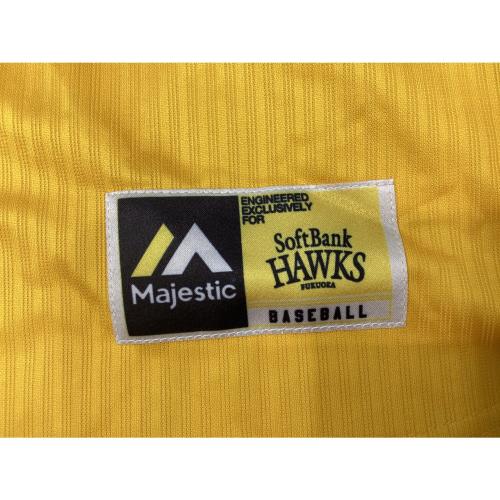 Majestic
ENGINEERED
EXCLUSIVELY
FOR
SoftBank
HAWKS
FUKUOKA
BASEBALL